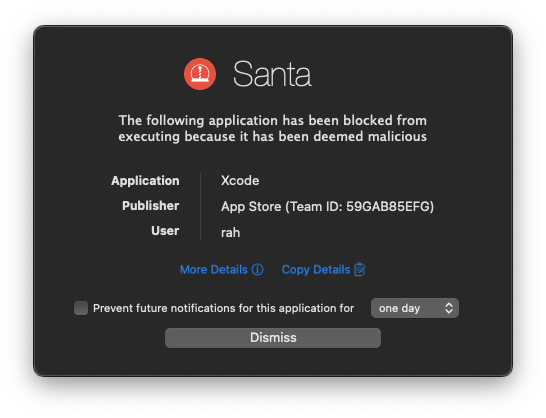 Santa
The following application has been blocked from
executing because it has been deemed malicious
Application Xcode
Publisher App Store (Team ID: 59GAB85EFG)
User rah
More Details Copy Details
Prevent future notifications for this application for one day
Dismiss